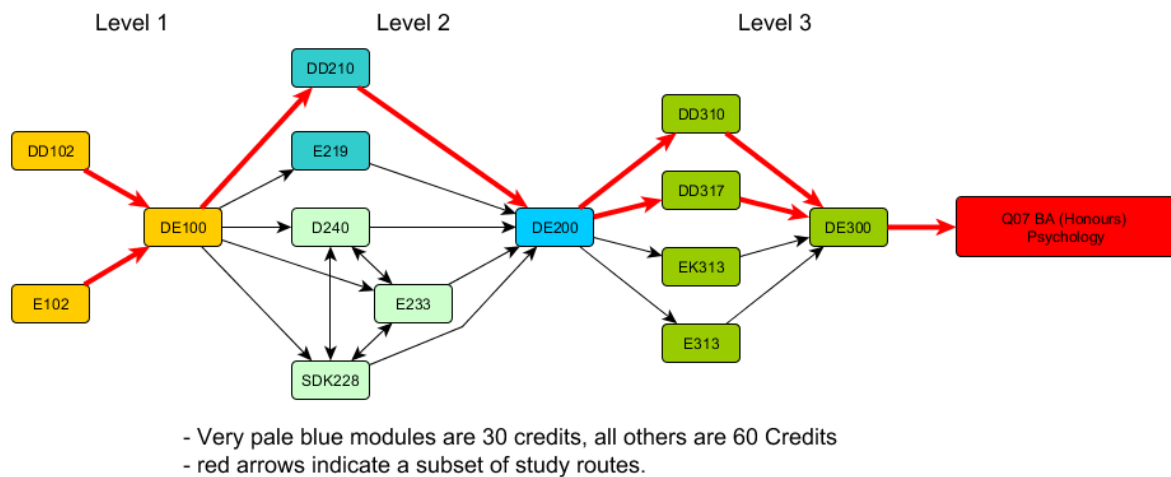 Level 1
Level 2
Level 3
DD210
DD310
DD102
E219
DD317
DE100
D240
DE200
DE300
Q07 BA (Honours)
Psychology
EK313
E102
E233
E313
SDK228
- Very pale blue modules are 30 credits, all others are 60 Credits
- red arrows indicate a subset of study routes.